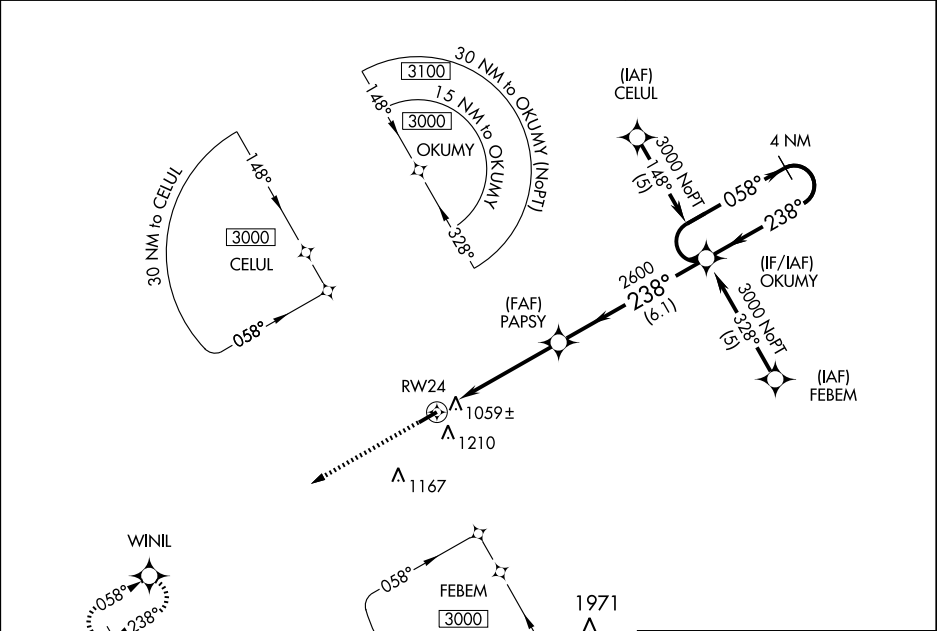 30 NM to OKUMY (NoPT)
3100
148°
15 NM to OKUMY
3000
OKUMY
328°
(IAF)
CELUL
3000 NoPT
148°
(5)
4 NM
058°
238°
(IF/IAF)
OKUMY
2600
238°
(6.1)
3000 NoPT
328°
(5)
(IAF)
FEBEM
148°
30 NM to CELUL
3000
CELUL
058°
(FAF)
PAPSY
RW24
1059±
1210
1167
WINIL
058°
238°
058°
FEBEM
3000
1971